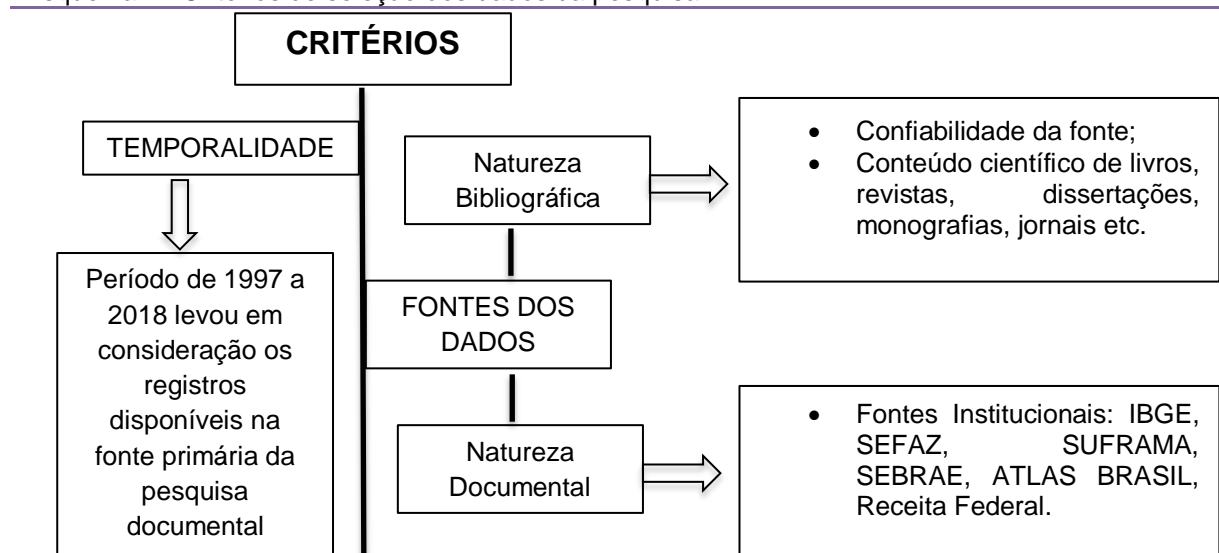 CRITÉRIOS
TEMPORALIDADE
Período de 1997 a
2018 levou em
consideração os
registros
disponíveis na
fonte primária da
pesquisa
documental
FONTES DOS
DADOS
Natureza
Bibliográfica
• Confiabilidade da fonte;
• Conteúdo científico de livros,
revistas, dissertações,
monografias, jornais etc.
Natureza
Documental
• Fontes Institucionais: IBGE,
SEFAZ, SUFRAMA,
SEBRAE, ATLAS BRASIL,
Receita Federal.